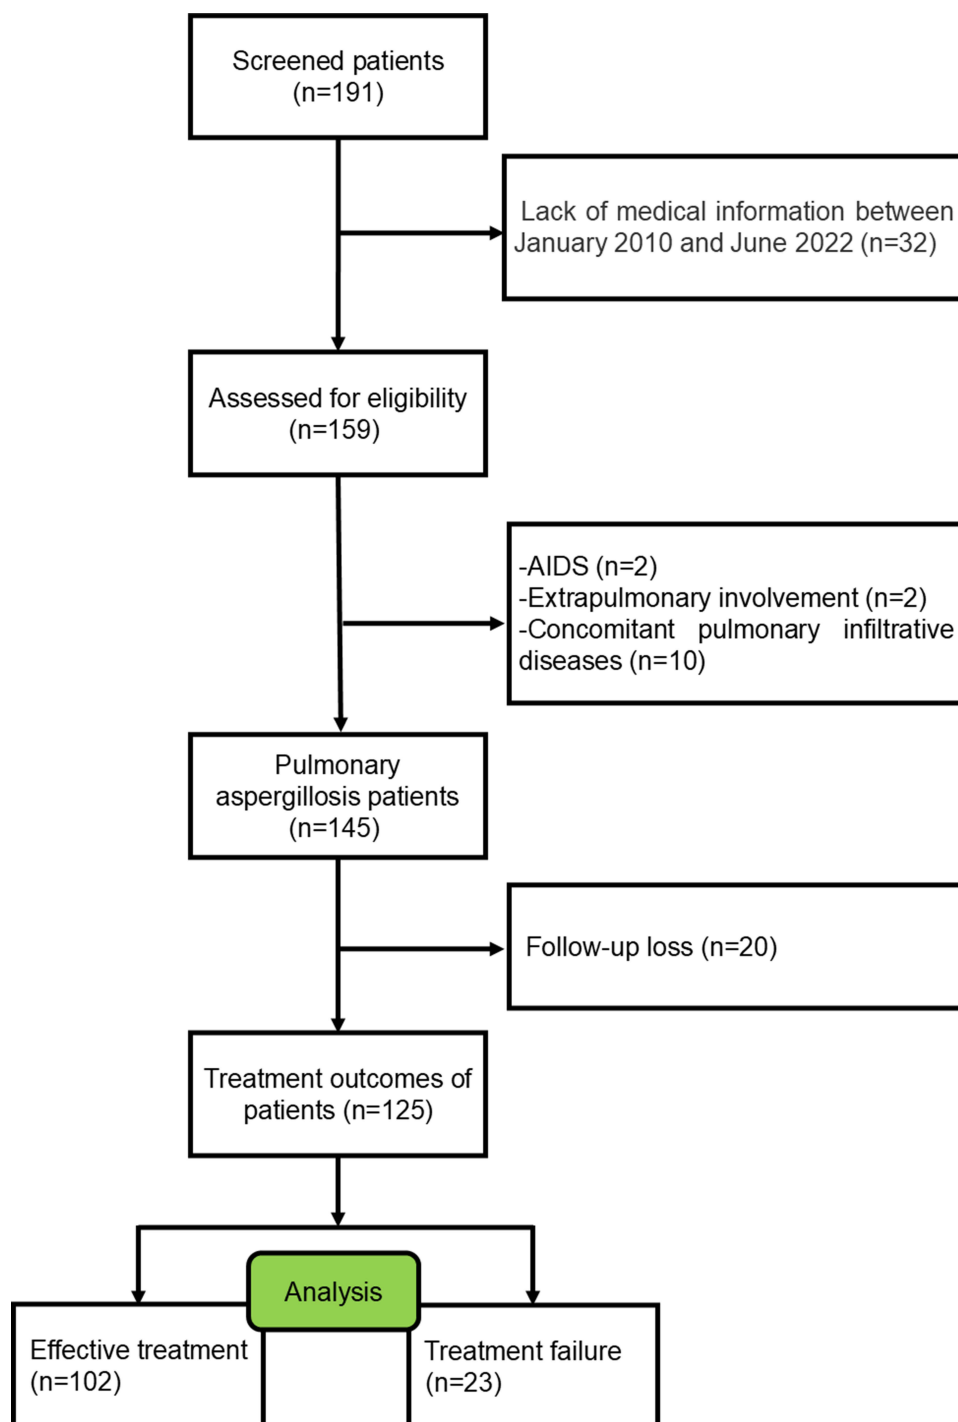 Screened patients
(n=191)
Lack of medical information between
January 2010 and June 2022 (n=32)
Assessed for eligibility
(n=159)
-AIDS (n=2)
-Extrapulmonary involvement (n=2)
-Concomitant pulmonary infiltrative
diseases (n=10)
Pulmonary
aspergillosis patients
(n=145)
Follow-up loss (n=20)
Treatment outcomes of
patients (n=125)
Analysis
Effective treatment
(n=102)
Treatment failure
(n=23)